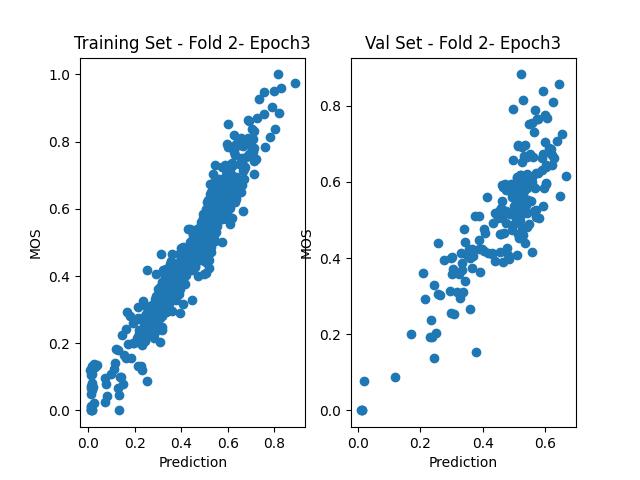 Training Set - Fold 2- Epoch3
MOS
1.0
0.8
0.6
0.4
0.2
0.0
0.0 0.2 0.4 0.6 0.8
Prediction
Val Set - Fold 2- Epoch3
MOS
0.8
0.6
0.4
0.2
0.0
0.0 0.2 0.4 0.6
Prediction